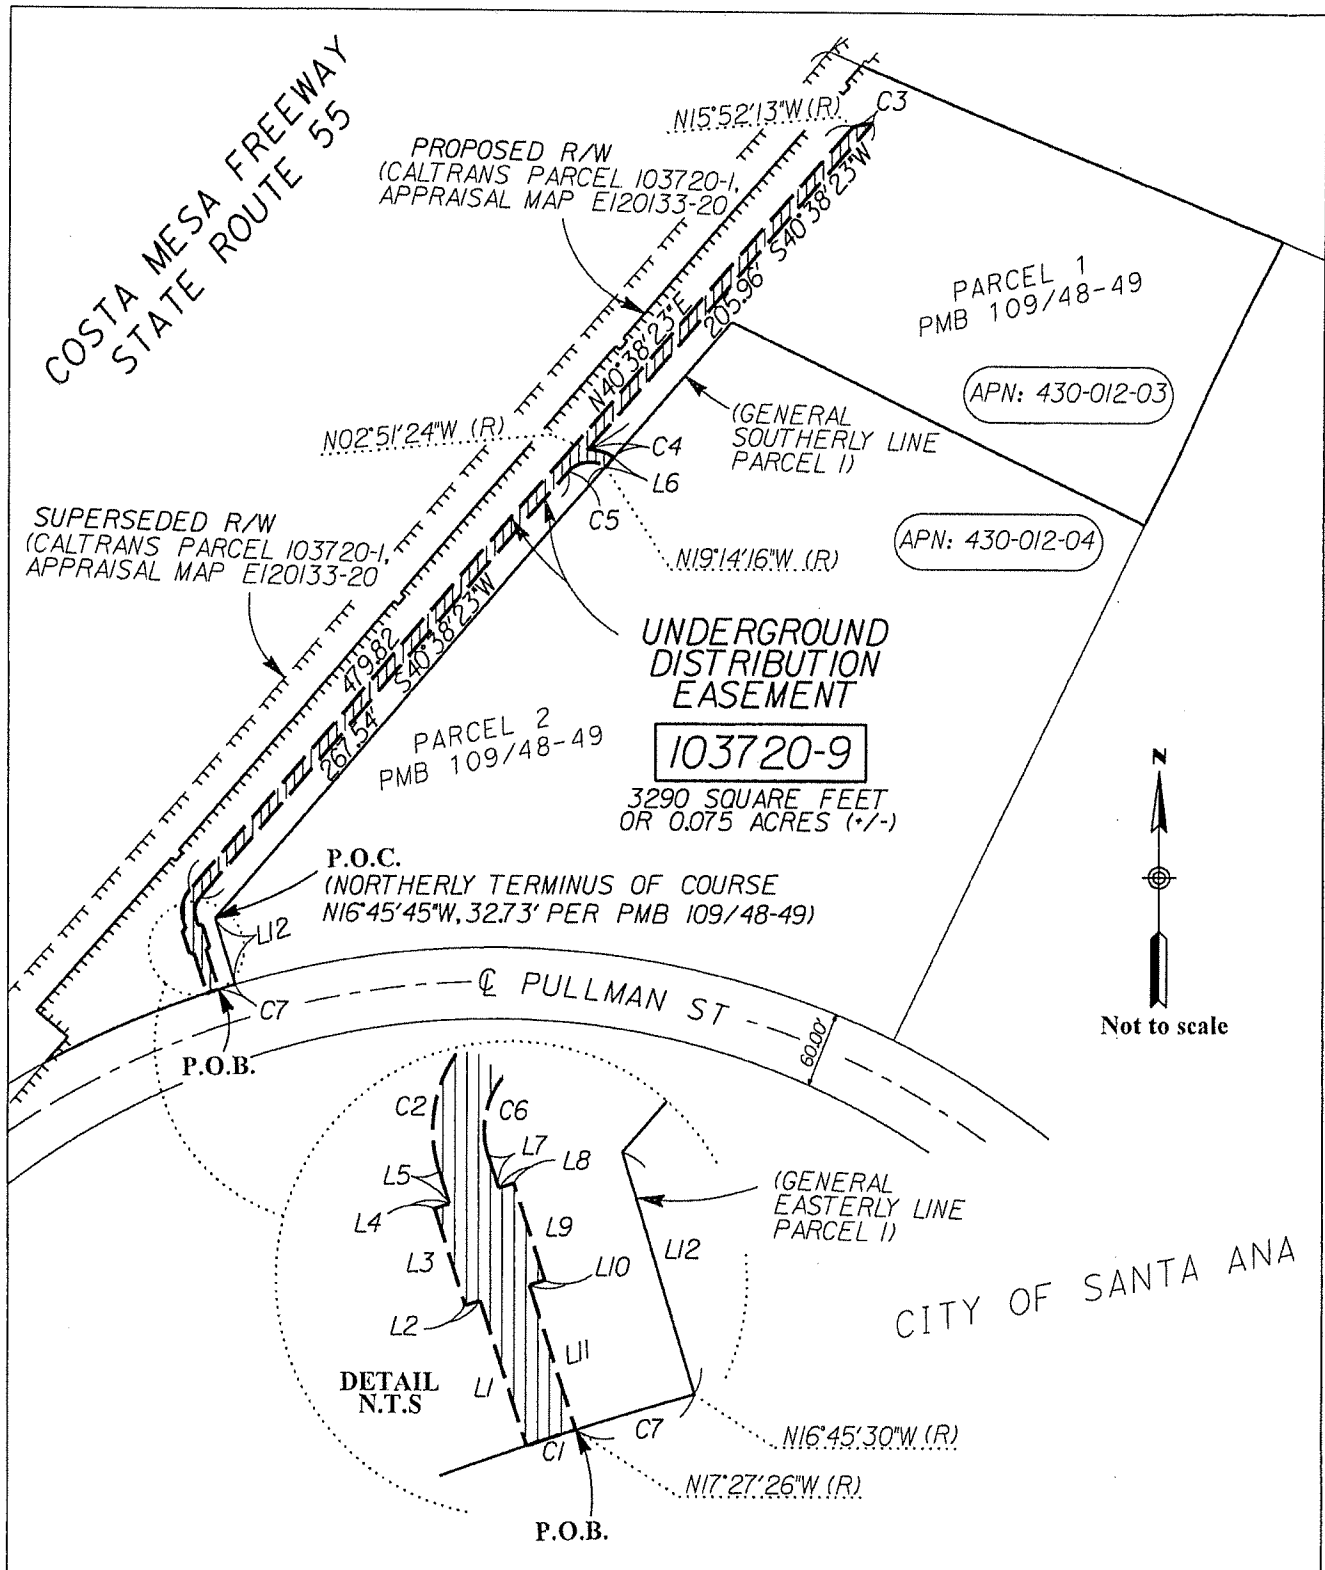 COSTA MESA FREEWAY
STATE ROUTE 55
N15°52'13"W (R)
C3
PROPOSED R/W
(CALTRANS PARCEL 103720-1,
APPRAISAL MAP E120133-20
S40°38'23"W
205.96'
N40°38'23"E
PARCEL 1
PMB 109/48-49
APN: 430-012-03
(GENERAL
SOUTHERLY LINE
PARCEL 1)
N02°51'24"W (R)
C4
L6
C5
N19°14'16"W (R)
APN: 430-012-04
SUPERSEDED R/W
(CALTRANS PARCEL 103720-1,
APPRAISAL MAP E120133-20
479.82
S40°38'23"W
267.54'
UNDERGROUND
DISTRIBUTION
EASEMENT
103720-9
3290 SQUARE FEET
OR 0.075 ACRES (+/-)
PARCEL 2
PMB 109/48-49
N
Not to scale
P.O.C.
(NORTHERLY TERMINUS OF COURSE
N16°45'45"W, 32.73' PER PMB 109/48-49)
L12
C7
P.O.B.
℄ PULLMAN ST
60.00'
C2
C6
L7
L8
L5
L4
L9
L3
L10
L2
L11
L1
L12
(GENERAL
EASTERLY LINE
PARCEL 1)
CITY OF SANTA ANA
DETAIL
N.T.S
C1
C7
N16°45'30"W (R)
N17°27'26"W (R)
P.O.B.